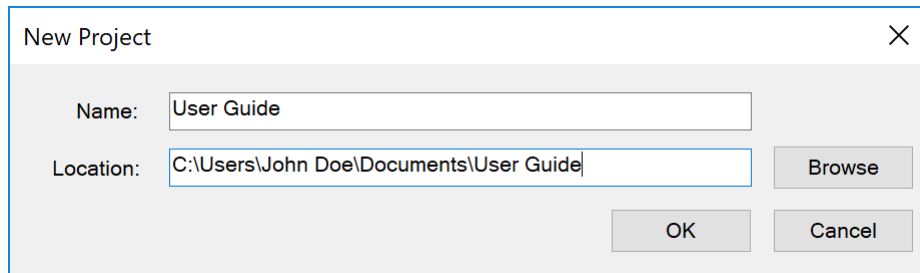 New Project
Name: User Guide
Location: C:\Users\John Doe\Documents\User Guide Browse
OK Cancel